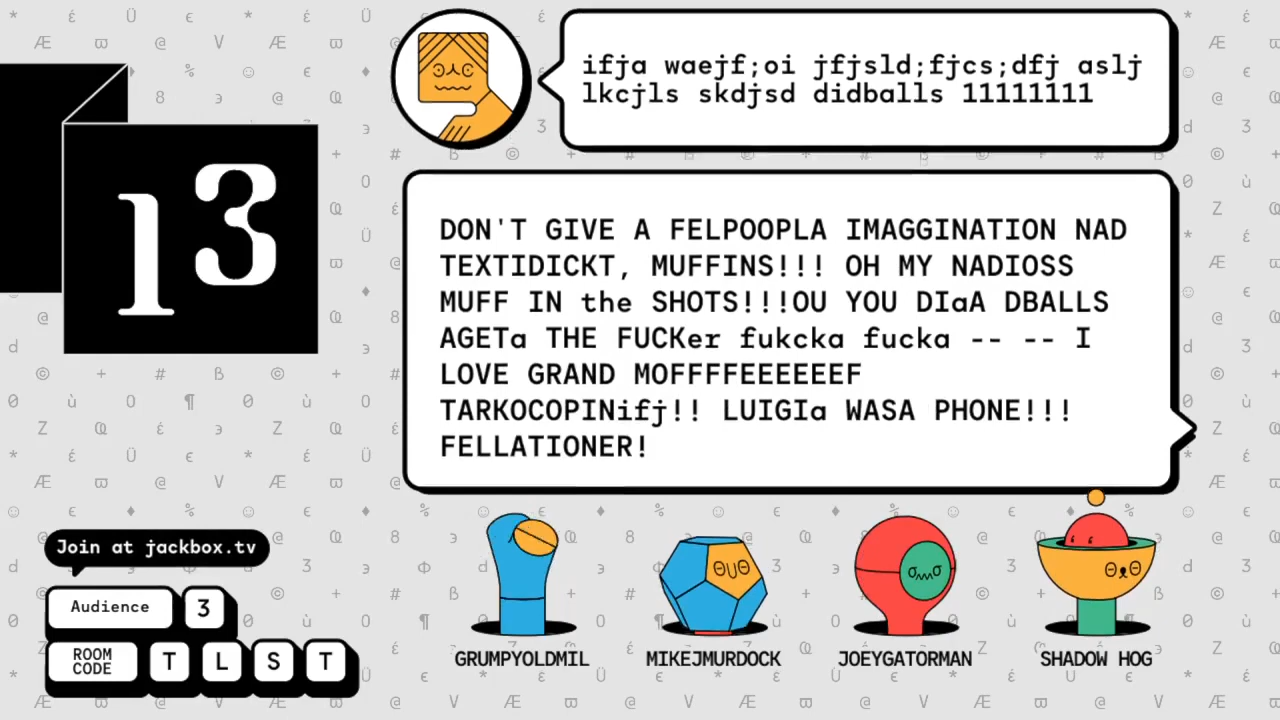 ifja waejf;oi jfjsld;fjcs;dfj aslj
lkcjls skdjsd didballs 11111111
13
DON'T GIVE A FELPOOPLA IMAGGINATION NAD
TEXTIDICKT, MUFFINS!!! OH MY NADIOSS
MUFF IN the SHOTS!!!OU YOU DIaA DBALLS
AGETa THE FUCKer fukcka fucka -- -- I
LOVE GRAND MOFFFFEEEEEEF
TARKOCOPINifj!! LUIGIa WASA PHONE!!!
FELLATIONER!
Join at jackbox.tv
Audience 3
ROOM
CODE T L S T
GRUMPYOLDMIL MIKEJMURDOCK JOEYGATORMAN SHADOW HOG